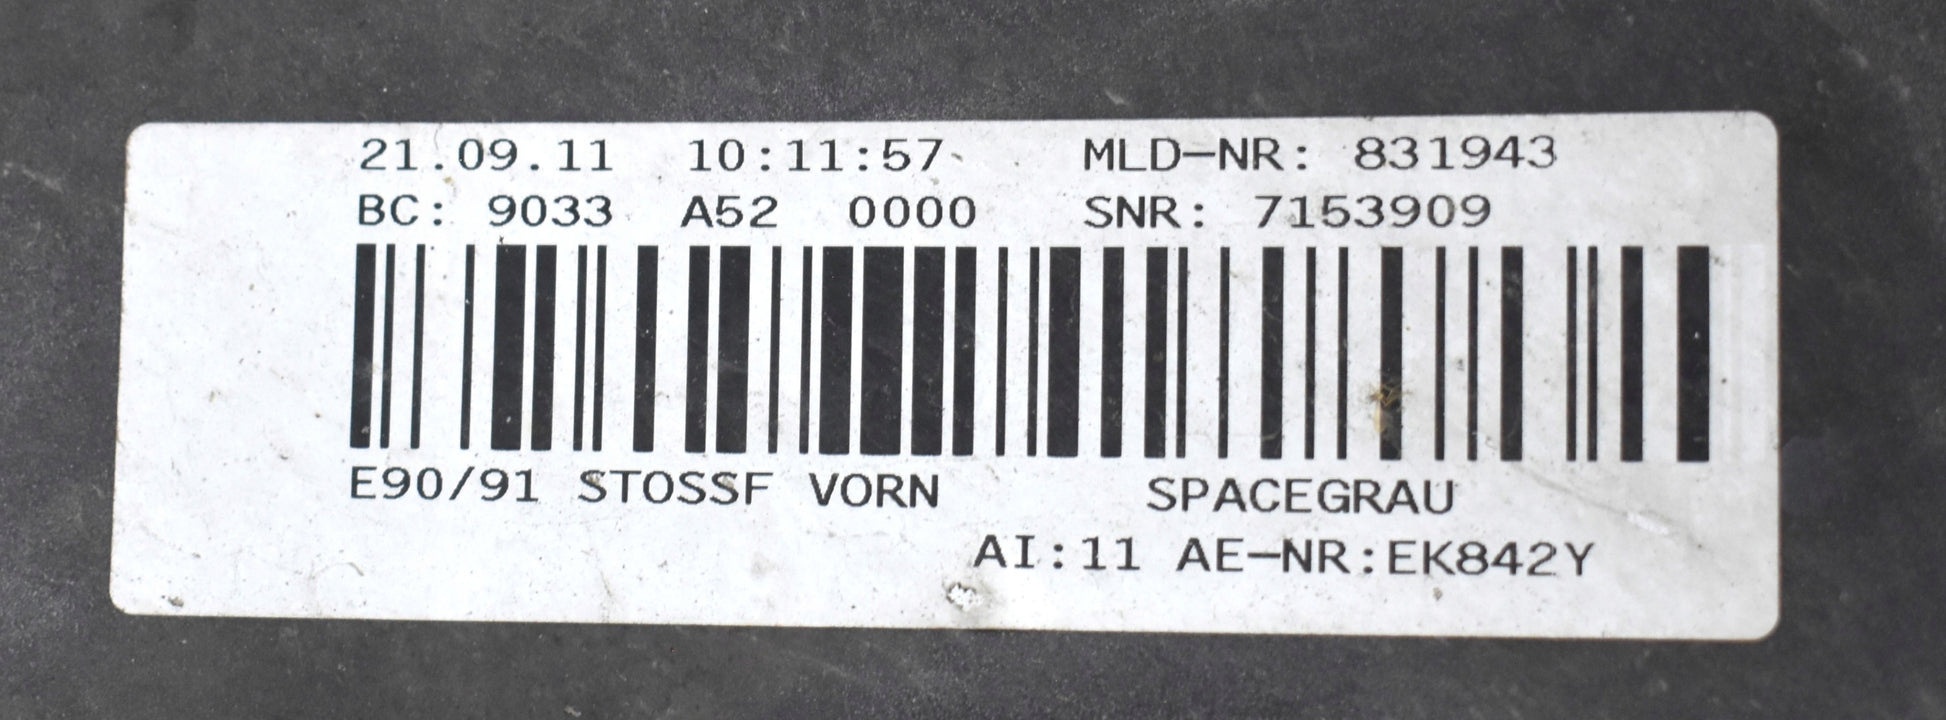 21.09.11 10:11:57 MLD-NR: 831943
BC: 9033 A52 0000 SNR: 7153909
E90/91 STOSSF VORN SPACEGRAU
AI:11 AE-NR:EK842Y